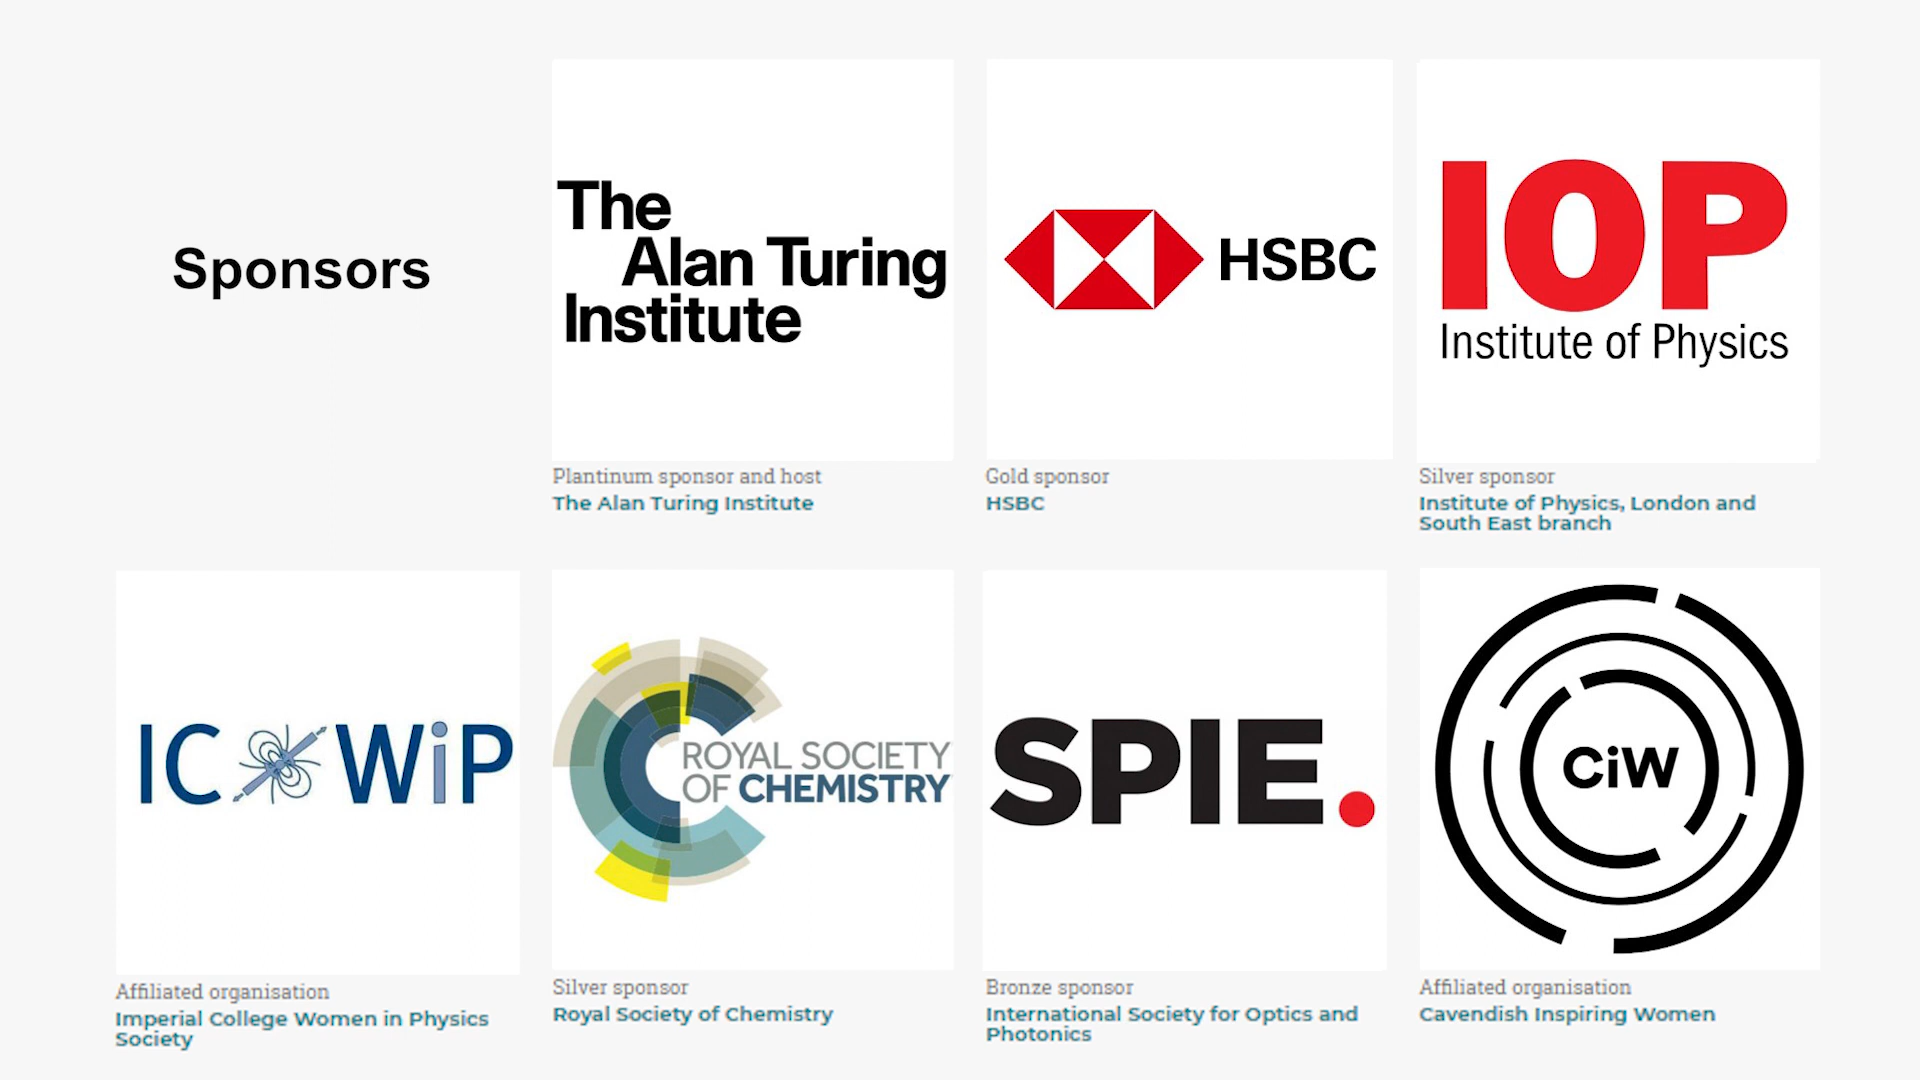 Sponsors
The
Alan Turing
Institute
Plantinum sponsor and host
The Alan Turing Institute
HSBC
Gold sponsor
HSBC
IOP
Institute of Physics
Silver sponsor
Institute of Physics, London and
South East branch
IC WiP
Affiliated organisation
Imperial College Women in Physics
Society
ROYAL SOCIETY
OF CHEMISTRY
Silver sponsor
Royal Society of Chemistry
SPIE.
Bronze sponsor
International Society for Optics and
Photonics
CiW
Affiliated organisation
Cavendish Inspiring Women